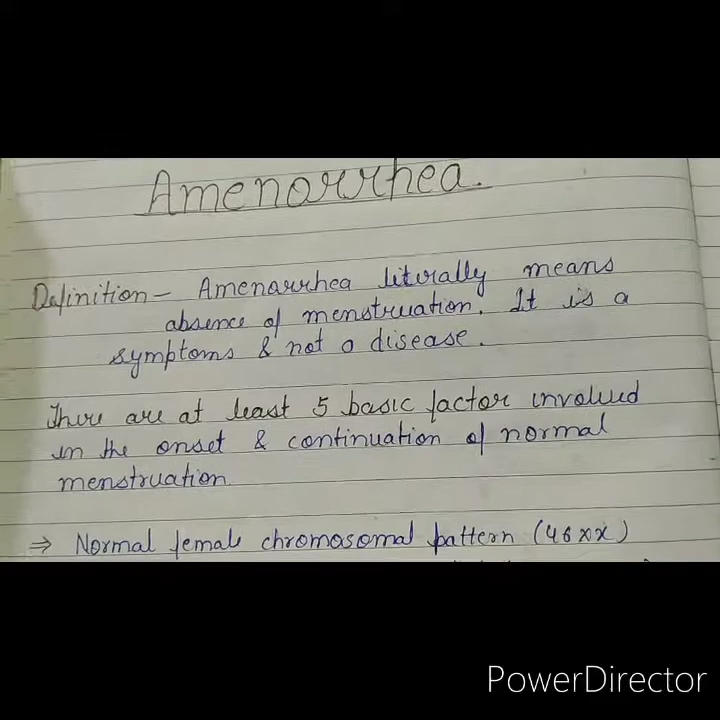 Amenorrhea.
Definition - Amenorrhea literally means
absence of menstruation. It is a
symptoms & not a disease.
There are at least 5 basic factor involved
in the onset & continuation of normal
menstruation
⇒ Normal female chromosomal pattern (46xx)
PowerDirector